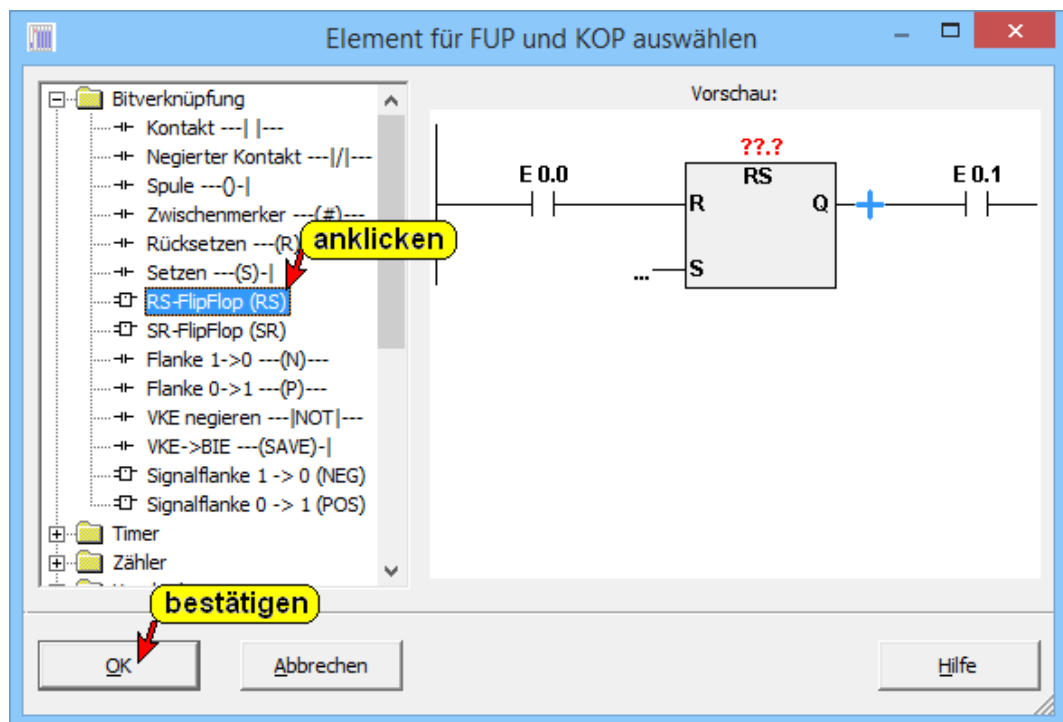 Element für FUP und KOP auswählen
Bitverknüpfung
Kontakt ---| |---
Negierter Kontakt ---|/|---
Spule ---()-|
Zwischenmerker ---(#)---
Rücksetzen ---(R)
anklicken
Setzen ---(S)-|
RS-FlipFlop (RS)
SR-FlipFlop (SR)
Flanke 1->0 ---(N)---
Flanke 0->1 ---(P)---
VKE negieren ---|NOT|---
VKE->BIE ---(SAVE)-|
Signalflanke 1 -> 0 (NEG)
Signalflanke 0 -> 1 (POS)
Timer
Zähler
Vorschau:
??.?
E 0.0
RS
E 0.1
R
Q
... S
bestätigen
OK
Abbrechen
Hilfe